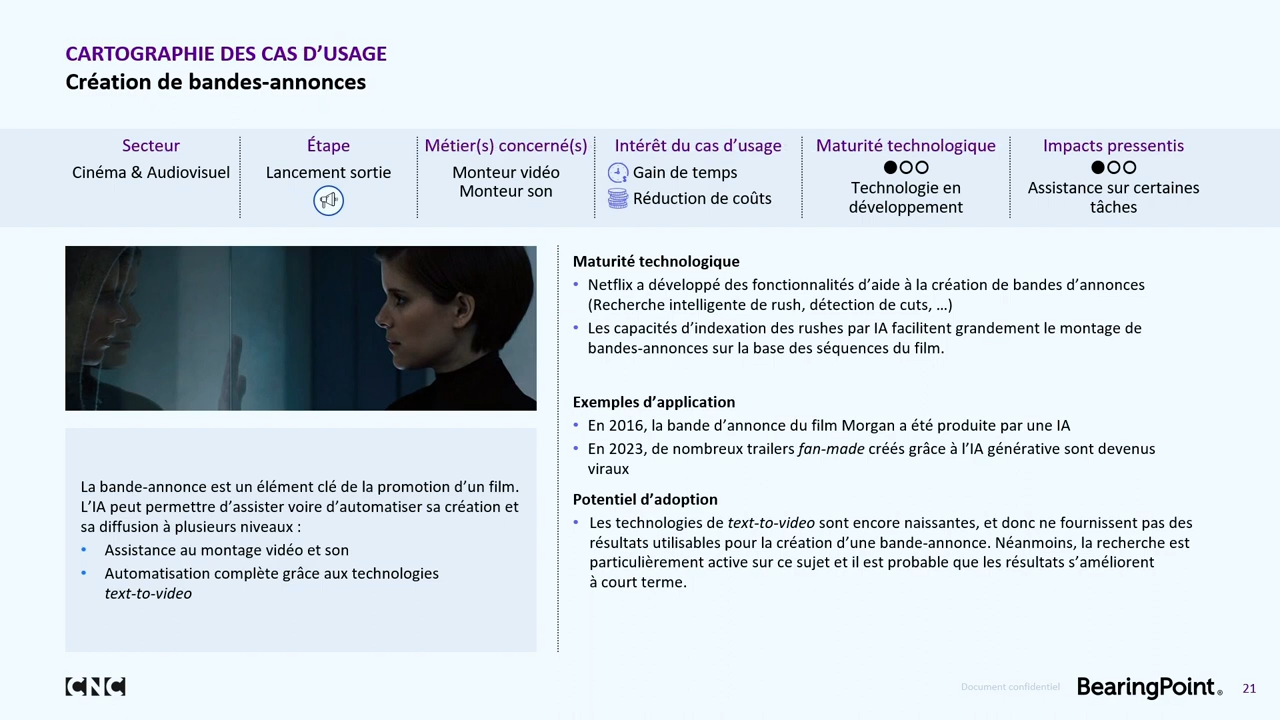 CARTOGRAPHIE DES CAS D’USAGE
Création de bandes-annonces
Secteur
Cinéma & Audiovisuel
Étape
Lancement sortie
Métier(s) concerné(s)
Monteur vidéo
Monteur son
Intérêt du cas d’usage
Gain de temps
Réduction de coûts
Maturité technologique
Technologie en
développement
Impacts pressentis
Assistance sur certaines
tâches
La bande-annonce est un élément clé de la promotion d’un film.
L’IA peut permettre d’assister voire d’automatiser sa création et
sa diffusion à plusieurs niveaux :
• Assistance au montage vidéo et son
• Automatisation complète grâce aux technologies
text-to-video
Maturité technologique
• Netflix a développé des fonctionnalités d’aide à la création de bandes d’annonces
(Recherche intelligente de rush, détection de cuts, …)
• Les capacités d’indexation des rushes par IA facilitent grandement le montage de
bandes-annonces sur la base des séquences du film.
Exemples d’application
• En 2016, la bande d’annonce du film Morgan a été produite par une IA
• En 2023, de nombreux trailers fan-made créés grâce à l’IA générative sont devenus
viraux
Potentiel d’adoption
• Les technologies de text-to-video sont encore naissantes, et donc ne fournissent pas des
résultats utilisables pour la création d’une bande-annonce. Néanmoins, la recherche est
particulièrement active sur ce sujet et il est probable que les résultats s’améliorent
à court terme.
CNC
Document confidentiel
BearingPoint®
21